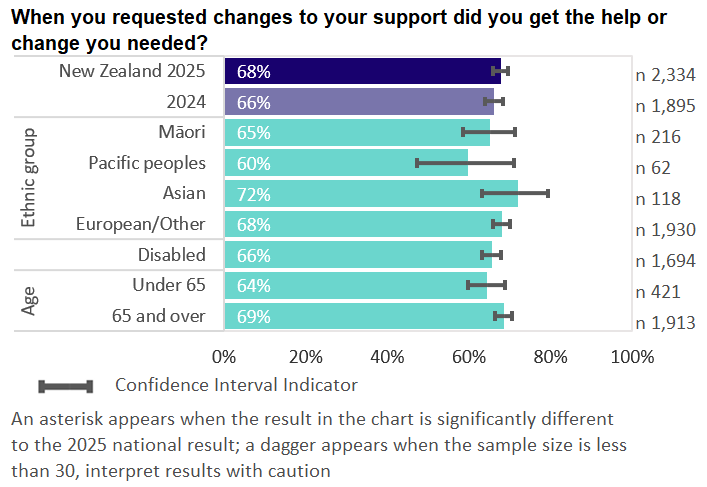 When you requested changes to your support did you get the help or
change you needed?
New Zealand 2025 68% n 2,334
2024 66% n 1,895
Ethnic group
Māori 65% n 216
Pacific peoples 60% n 62
Asian 72% n 118
European/Other 68% n 1,930
Disabled 66% n 1,694
Age
Under 65 64% n 421
65 and over 69% n 1,913
0% 20% 40% 60% 80% 100%
Confidence Interval Indicator
An asterisk appears when the result in the chart is significantly different
to the 2025 national result; a dagger appears when the sample size is less
than 30, interpret results with caution